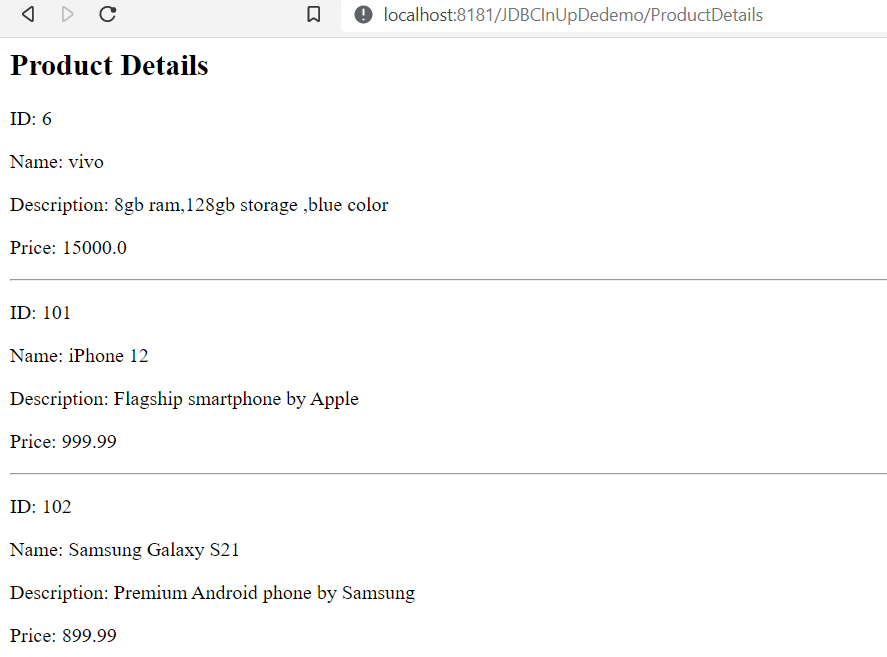 localhost:8181/JDBCInUpDedemo/ProductDetails
Product Details
ID: 6
Name: vivo
Description: 8gb ram,128gb storage ,blue color
Price: 15000.0
ID: 101
Name: iPhone 12
Description: Flagship smartphone by Apple
Price: 999.99
ID: 102
Name: Samsung Galaxy S21
Description: Premium Android phone by Samsung
Price: 899.99